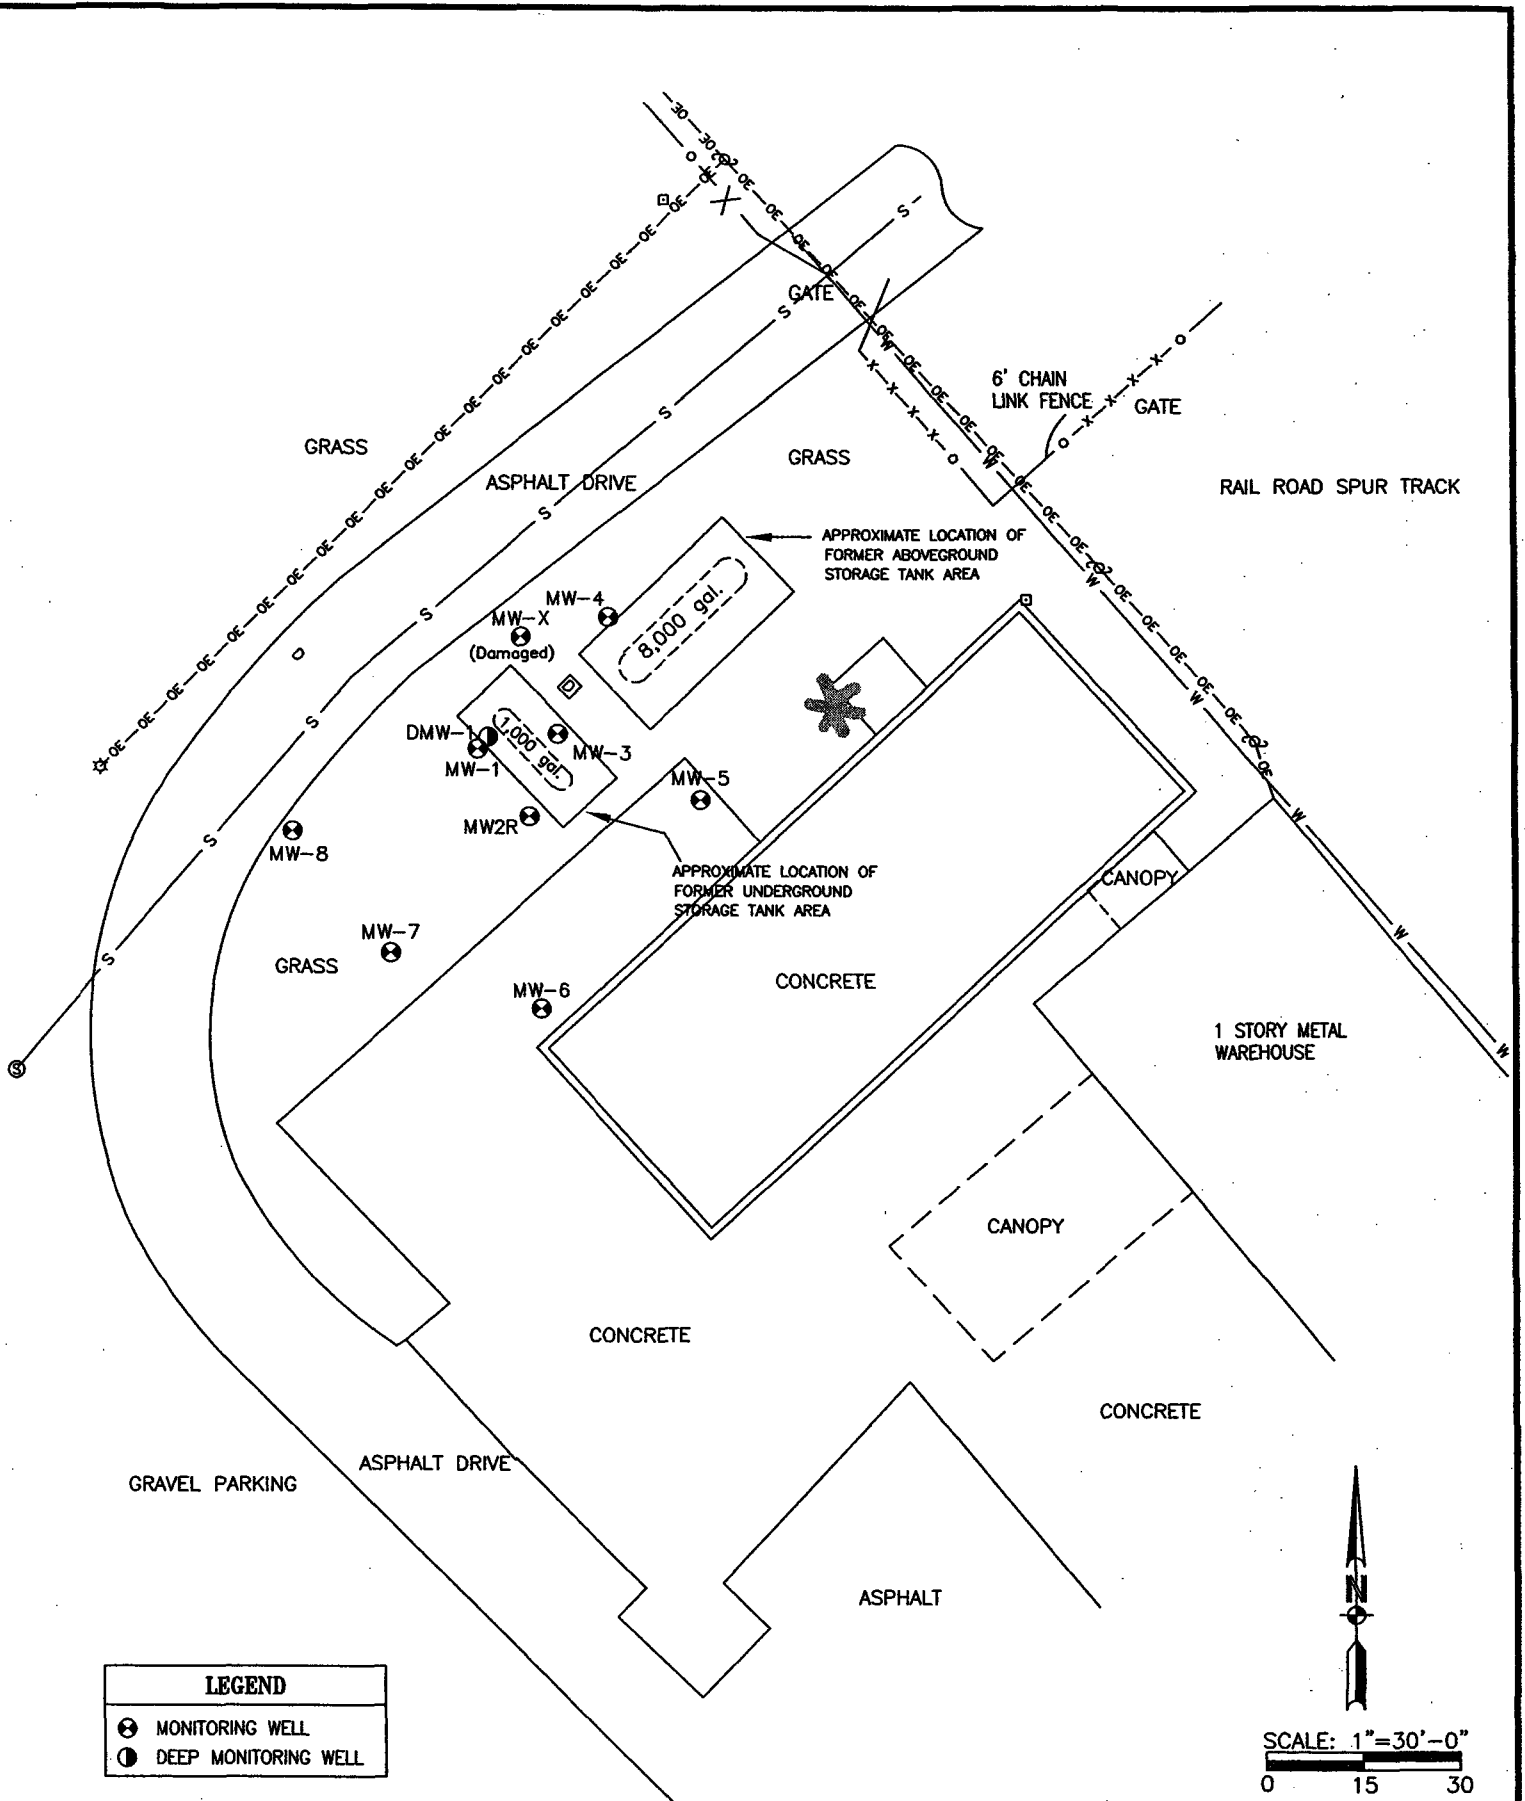 GATE
6' CHAIN
LINK FENCE
GATE
GRASS
GRASS
ASPHALT DRIVE
RAIL ROAD SPUR TRACK
APPROXIMATE LOCATION OF
FORMER ABOVEGROUND
STORAGE TANK AREA
MW-4
MW-X
(Damaged)
8,000 gal.
D
DMW-1
1,000 gal.
MW-3
MW-1
MW-5
MW2R
MW-8
APPROXIMATE LOCATION OF
FORMER UNDERGROUND
STORAGE TANK AREA
CANOPY
MW-7
GRASS
MW-6
CONCRETE
1 STORY METAL
WAREHOUSE
CANOPY
CONCRETE
CONCRETE
ASPHALT DRIVE
GRAVEL PARKING
ASPHALT
N
LEGEND
MONITORING WELL
DEEP MONITORING WELL
SCALE: 1"=30'-0"
0 15 30